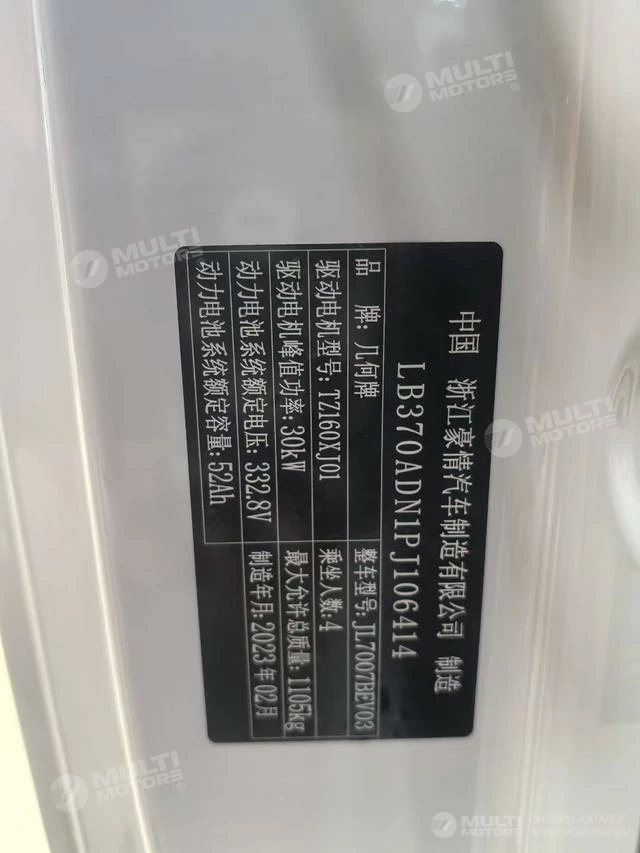 中国 浙江豪情汽车制造有限公司 制造
LB370ADN1PJ106414
品 牌:几何牌 整车型号:JL7007BEV03
驱动电机型号:TZ160XJ01 乘坐人数:4
驱动电机峰值功率:30kW 最大允许总质量:1105kg
动力电池系统额定电压:332.8V 制造年月:2023年02月
动力电池系统额定容量:52Ah
MULTI
MOTORS®
MULTI
MOTORS®
MULTI
MOTORS®
MULTI
MOTORS®
MULTI
MOTORS®
ОНЛАЙН-КАТАЛОГ
ЭЛЕКТРОМОБИЛЕЙ